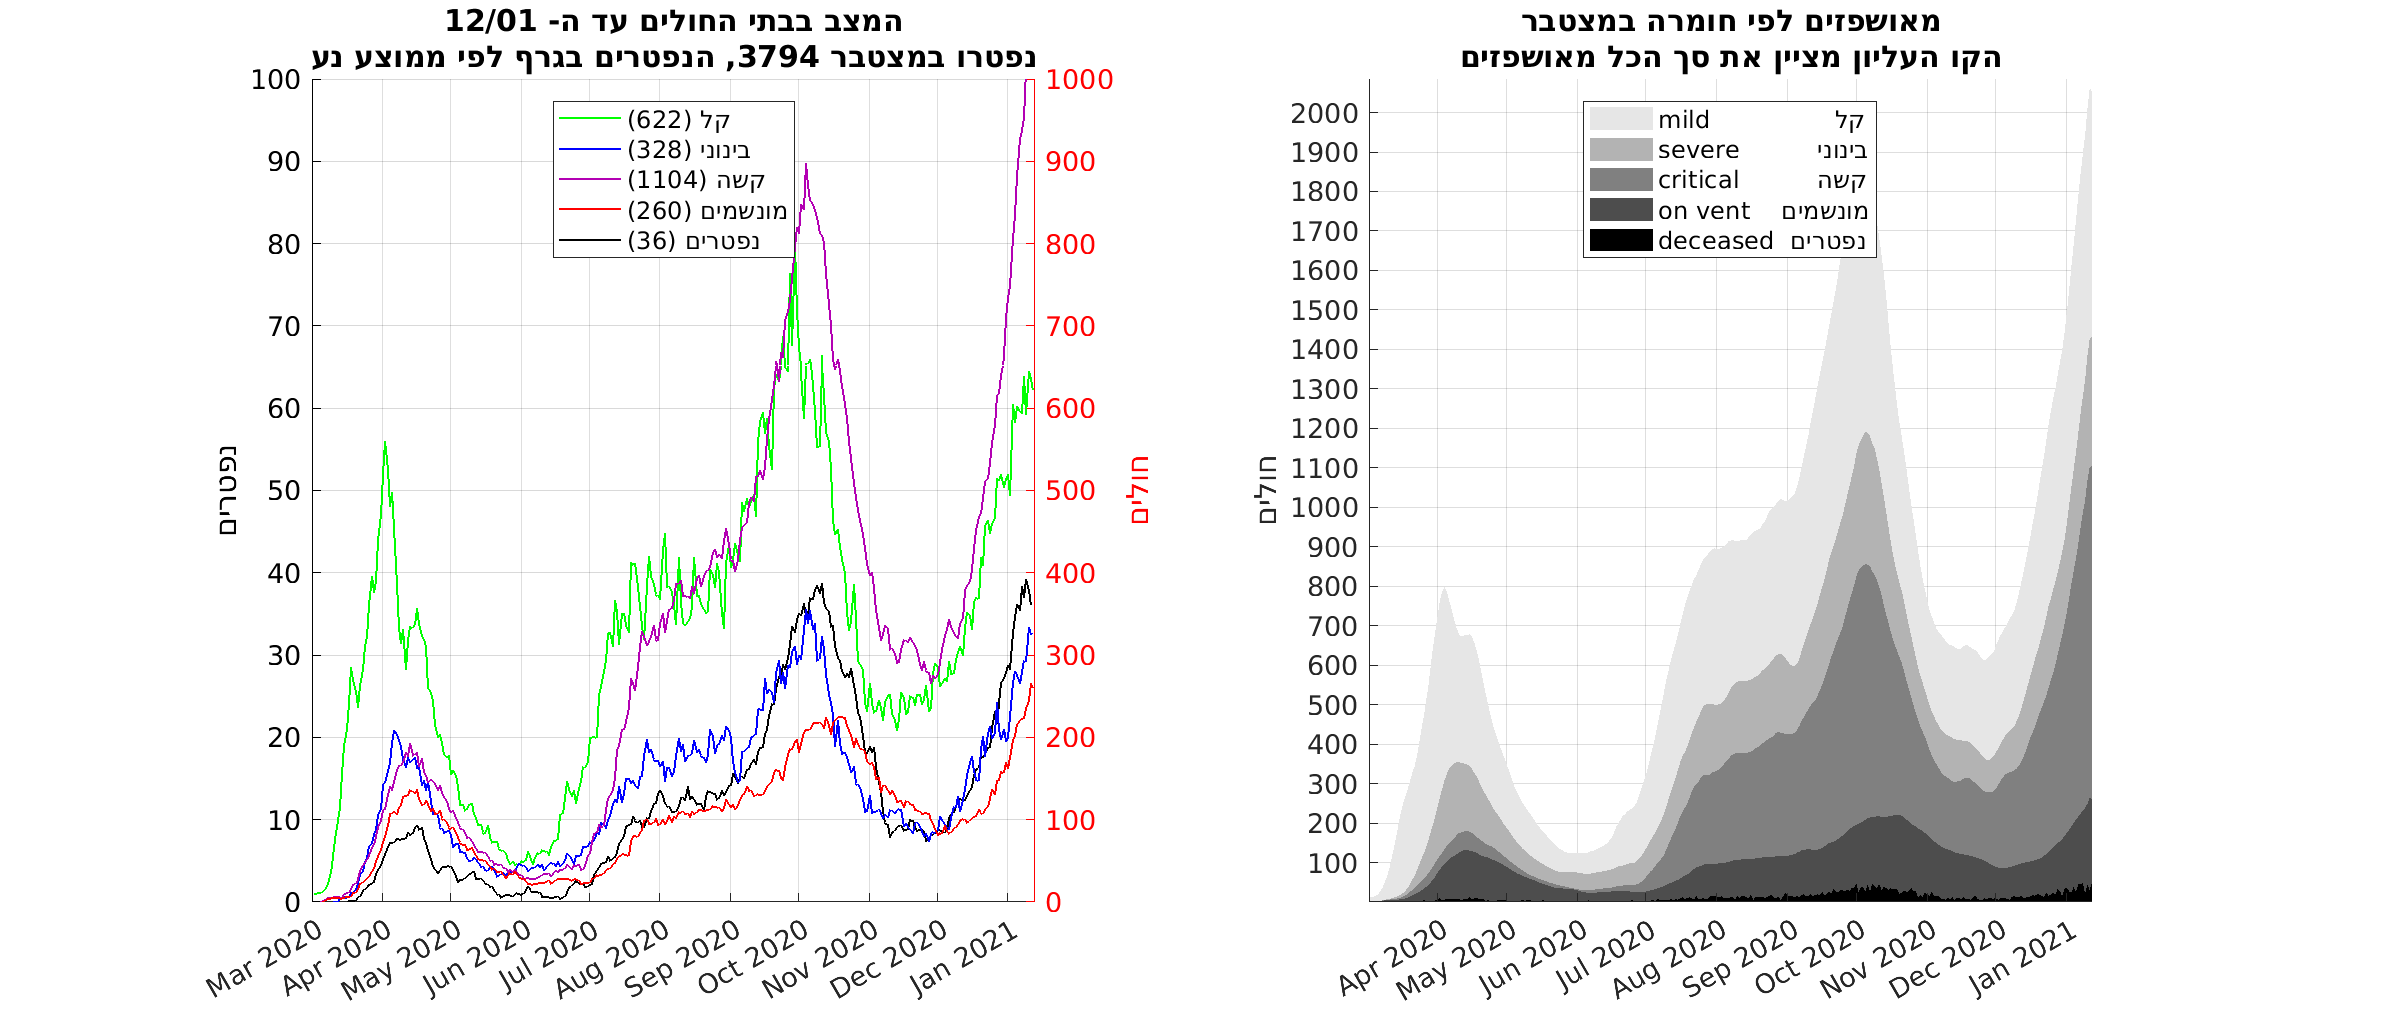 המצב בבתי החולים עד ה- 12/01
נפטרו במצטבר 3794, הנפטרים בגרף לפי ממוצע נע
100
90
80
70
60
50
40
30
20
10
0
נפטרים
קל (622)
בינוני (328)
קשה (1104)
מונשמים (260)
נפטרים (36)
1000
900
800
700
600
500
400
300
200
100
0
חולים
Mar 2020
Apr 2020
May 2020
Jun 2020
Jul 2020
Aug 2020
Sep 2020
Oct 2020
Nov 2020
Dec 2020
Jan 2021
מאושפזים לפי חומרה במצטבר
הקו העליון מציין את סך הכל מאושפזים
2000
1900
1800
1700
1600
1500
1400
1300
1200
1100
1000
900
800
700
600
500
400
300
200
100
חולים
mild קל
severe בינוני
critical קשה
on vent מונשמים
deceased נפטרים
Apr 2020
May 2020
Jun 2020
Jul 2020
Aug 2020
Sep 2020
Oct 2020
Nov 2020
Dec 2020
Jan 2021